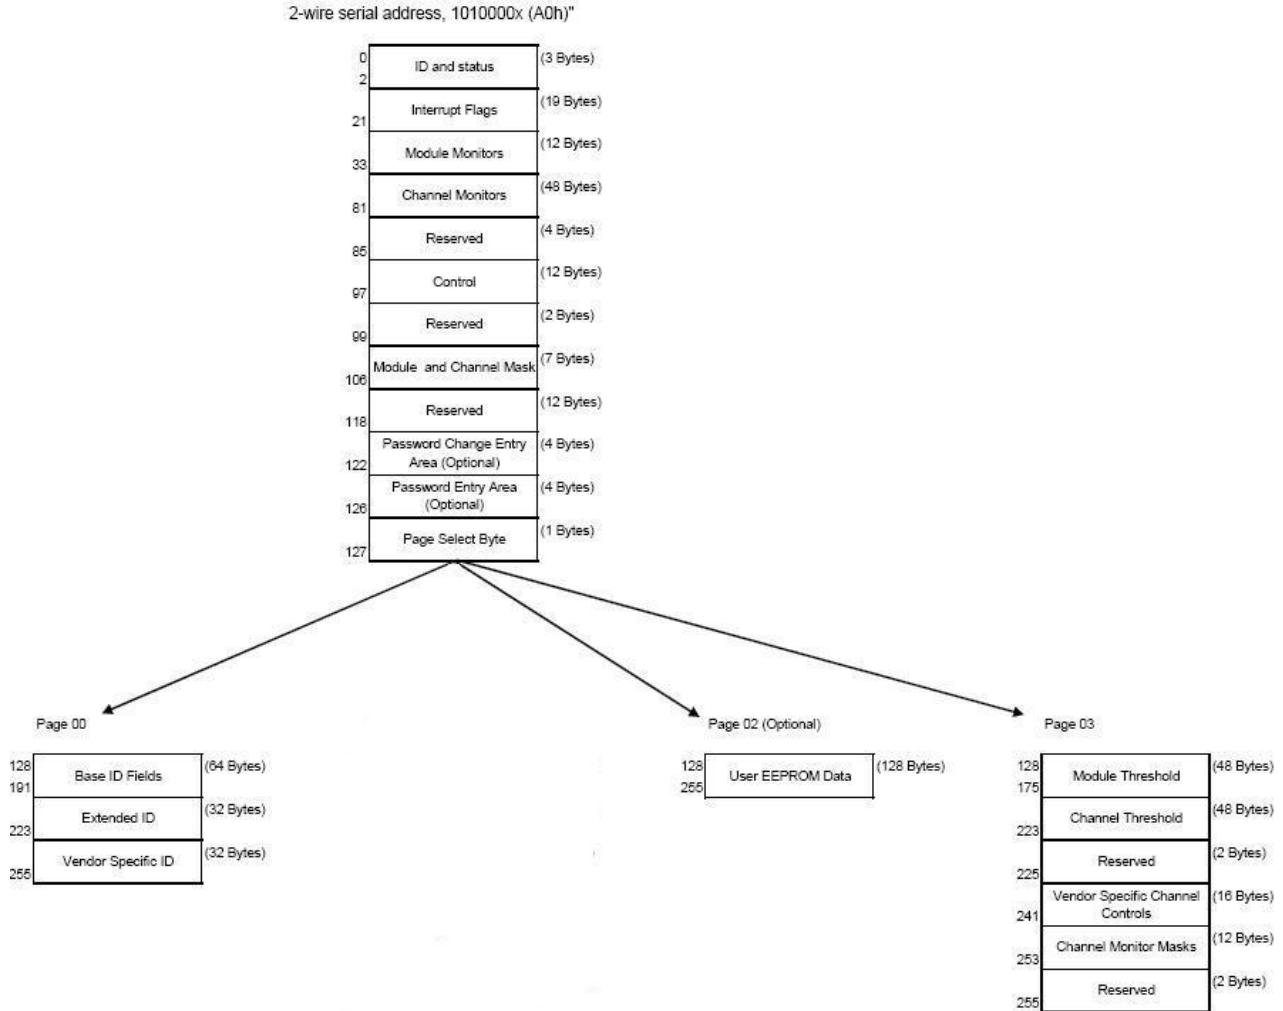 2-wire serial address, 1010000x (A0h)"
0
2
ID and status
(3 Bytes)
21
Interrupt Flags
(19 Bytes)
33
Module Monitors
(12 Bytes)
81
Channel Monitors
(48 Bytes)
85
Reserved
(4 Bytes)
97
Control
(12 Bytes)
99
Reserved
(2 Bytes)
106
Module and Channel Mask
(7 Bytes)
118
Reserved
(12 Bytes)
122
Password Change Entry
Area (Optional)
(4 Bytes)
126
Password Entry Area
(Optional)
(4 Bytes)
127
Page Select Byte
(1 Bytes)
Page 00
128
191
Base ID Fields
(64 Bytes)
223
Extended ID
(32 Bytes)
255
Vendor Specific ID
(32 Bytes)
Page 02 (Optional)
128
255
User EEPROM Data
(128 Bytes)
Page 03
128
175
Module Threshold
(48 Bytes)
223
Channel Threshold
(48 Bytes)
225
Reserved
(2 Bytes)
241
Vendor Specific Channel
Controls
(16 Bytes)
253
Channel Monitor Masks
(12 Bytes)
255
Reserved
(2 Bytes)